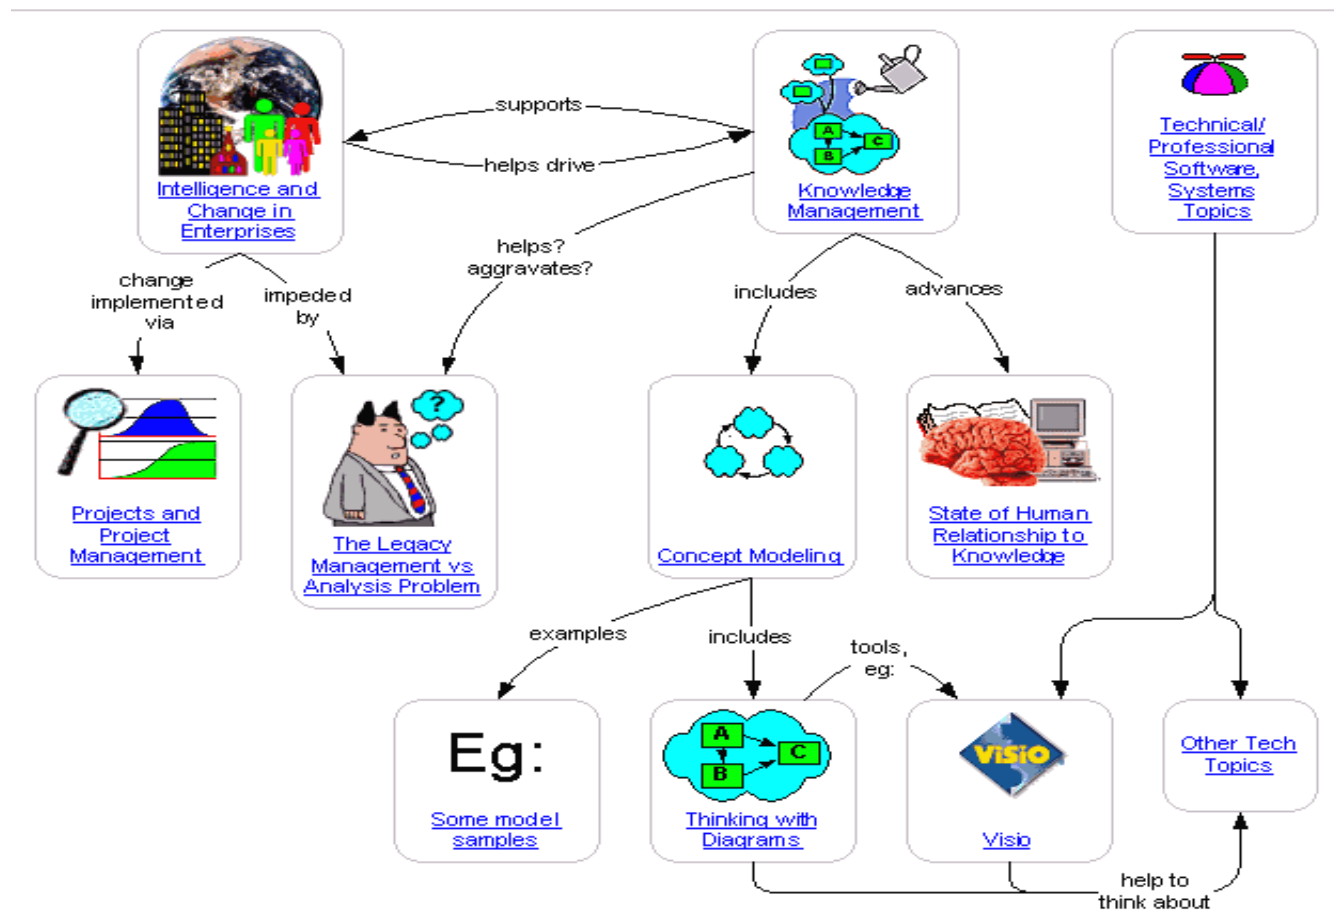 supports
helps drive
A
C
B
Intelligence and
Change in
Enterprises
Knowledge
Management
Technical/
Professional
Software,
Systems
Topics
change
implemented
via
impeded
by
helps?
aggravates?
includes
advances
?
Projects and
Project
Management
The Legacy
Management vs
Analysis Problem
Concept Modeling
State of Human
Relationship to
Knowledge
examples
includes
tools,
eg:
Eg:
Some model
samples
A
B
C
Thinking with
Diagrams
ViSiO
Visio
Other Tech
Topics
help to
think about